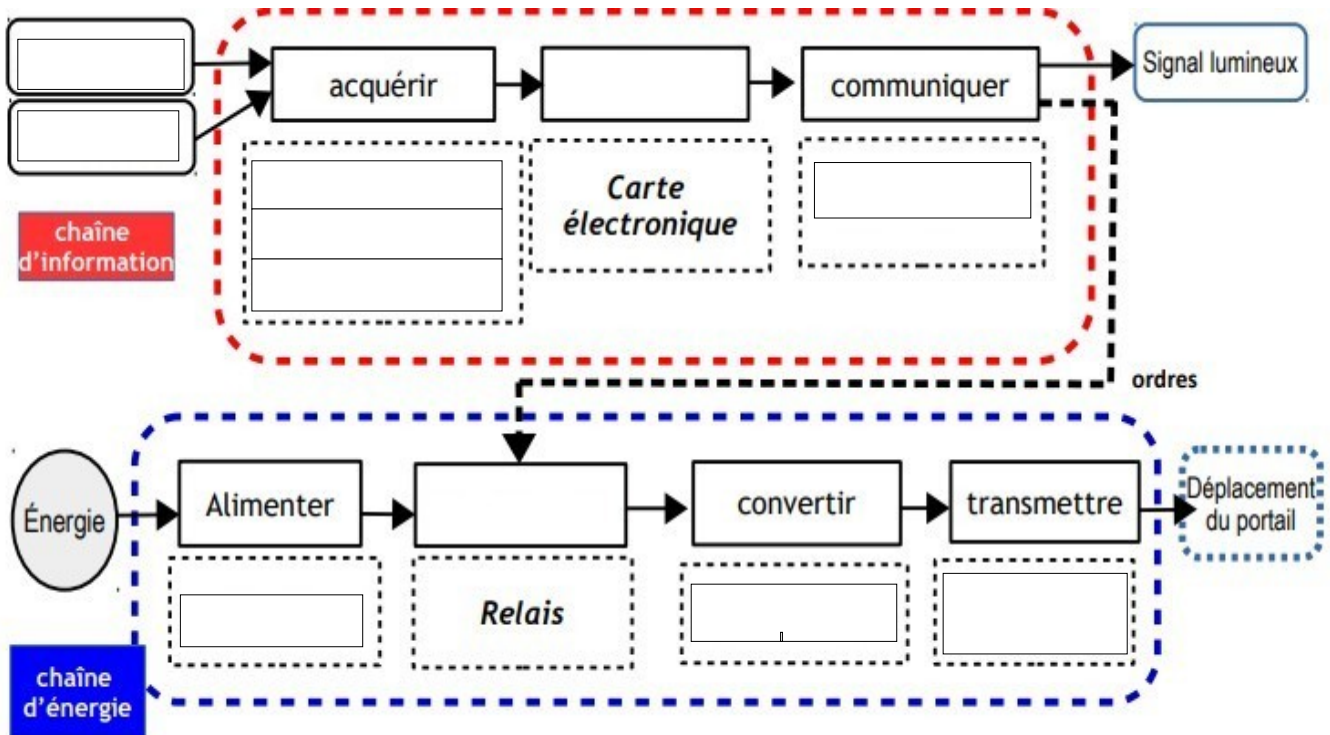 acquérir
communiquer
Signal lumineux
Carte
électronique
chaîne
d'information
ordres
Énergie
Alimenter
convertir
transmettre
Déplacement
du portail
Relais
chaîne
d'énergie